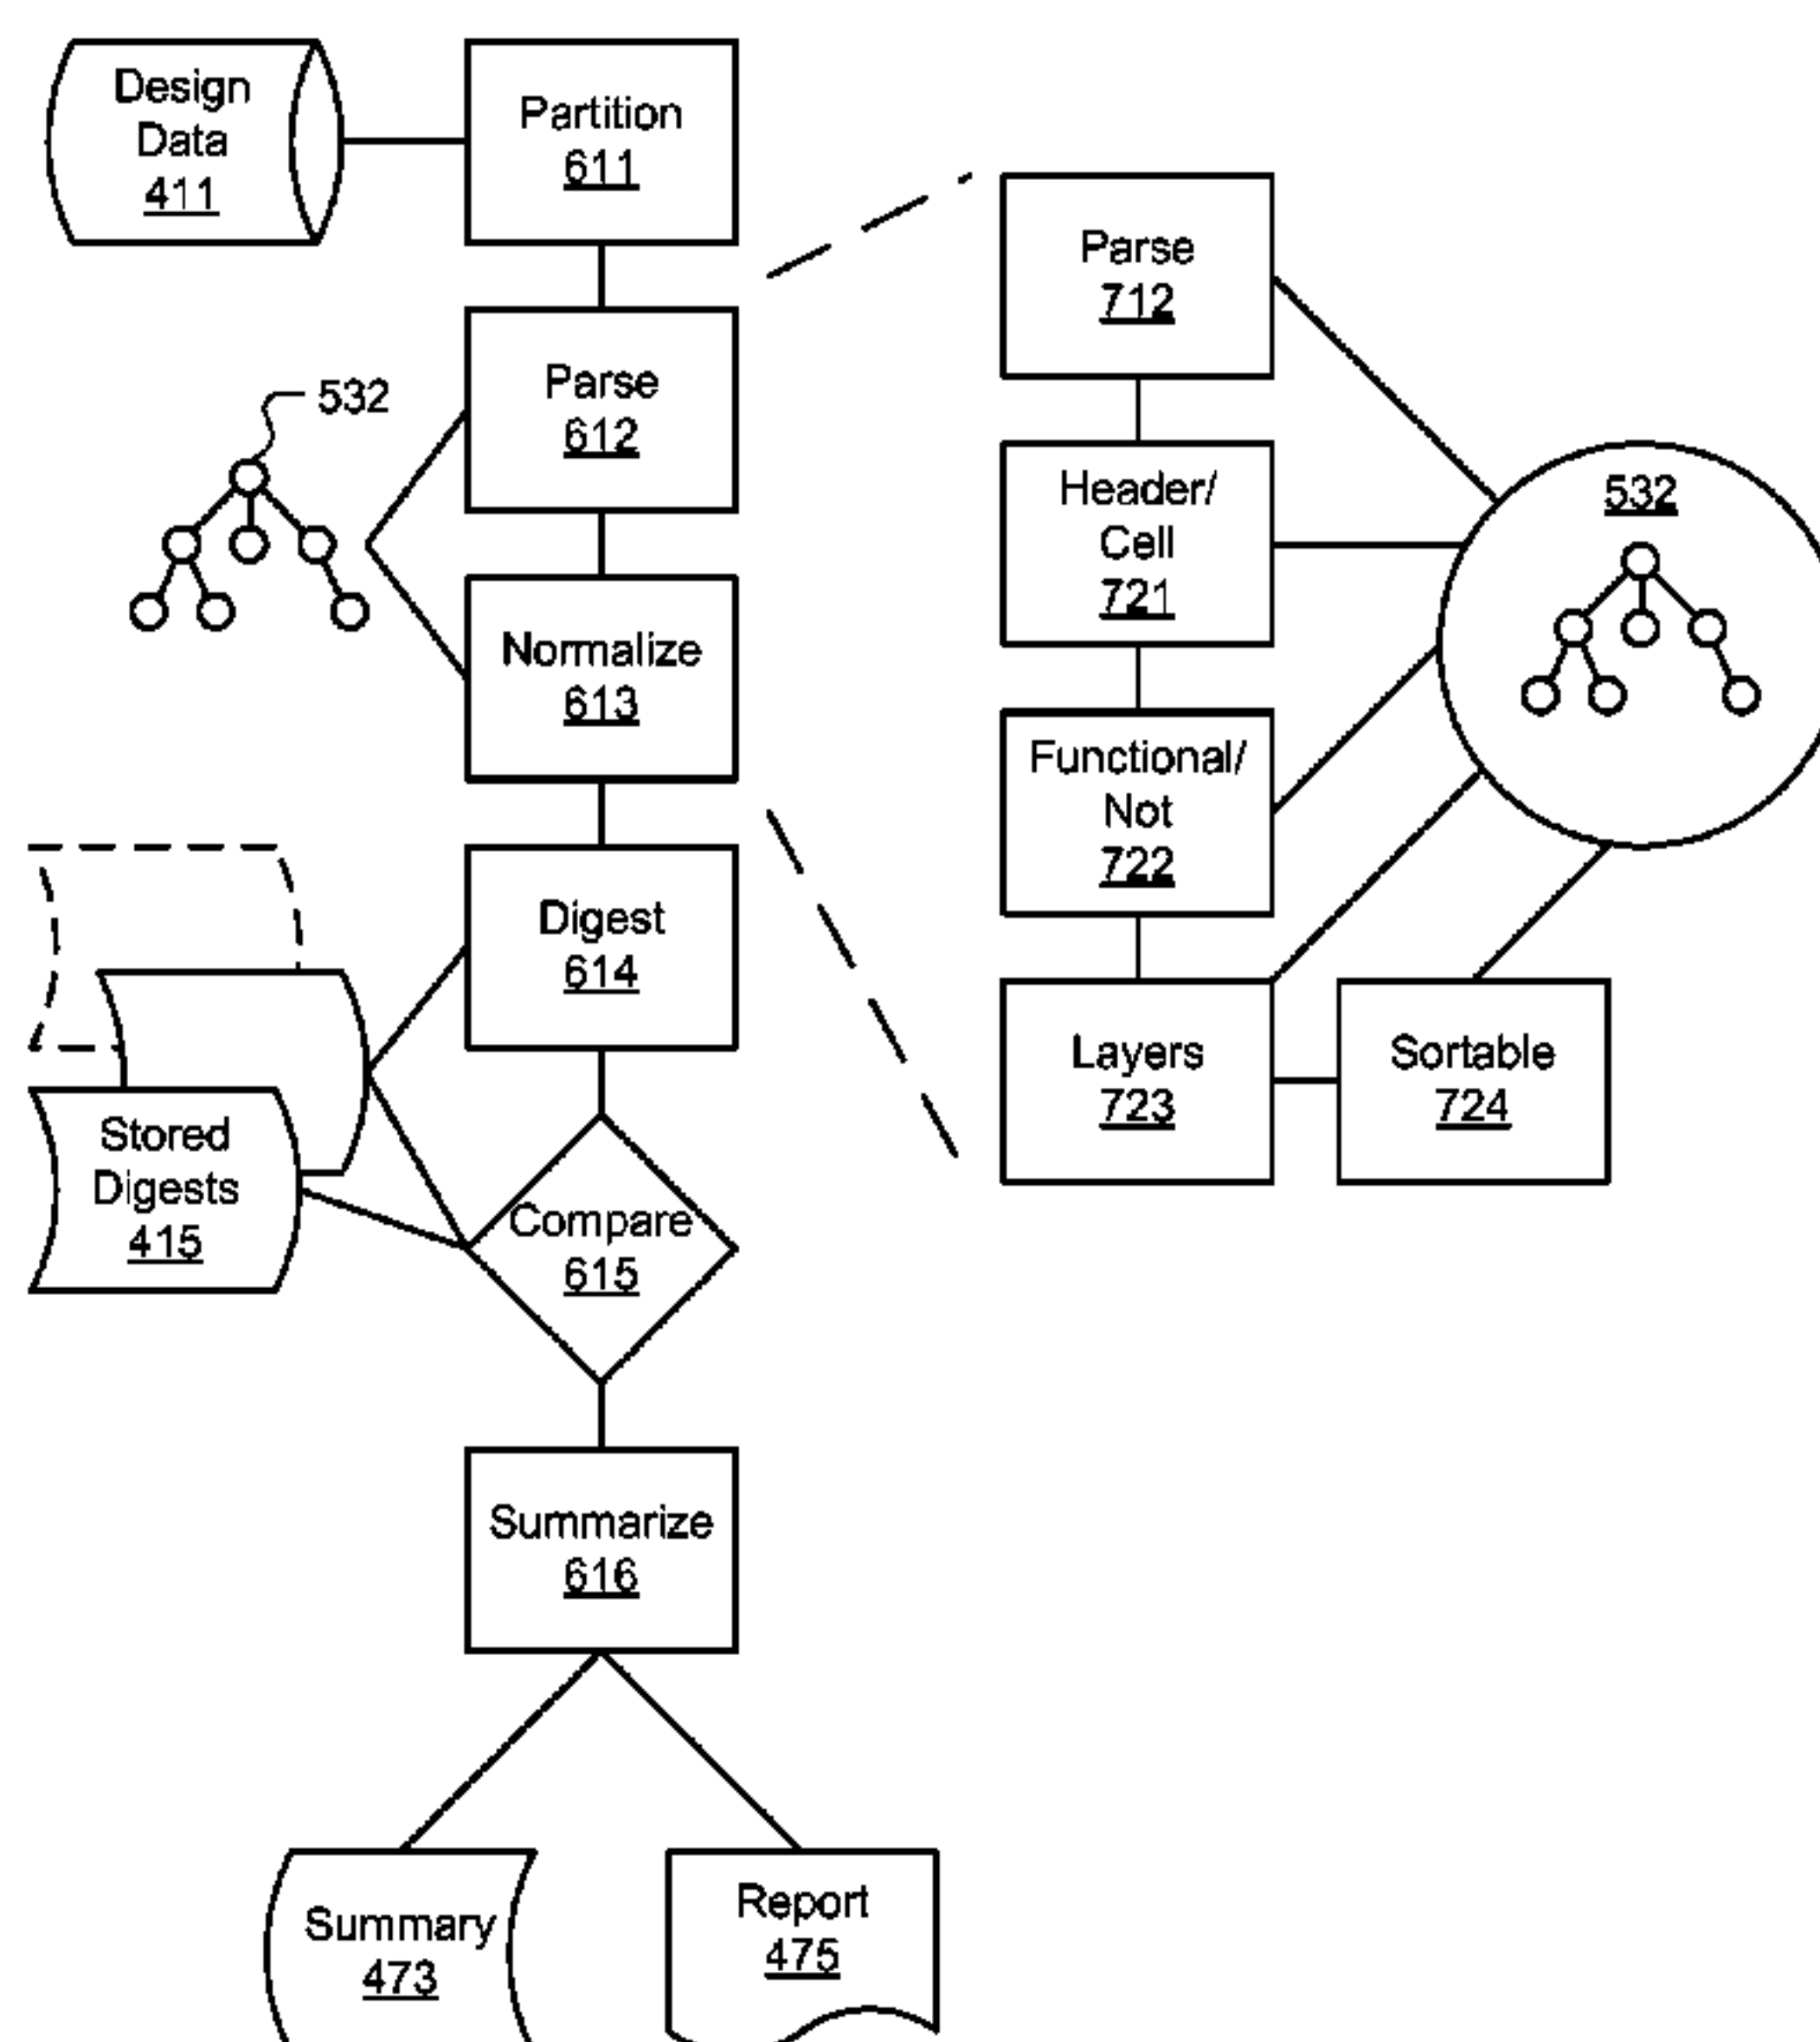 Design
Data
411
Partition
611
Parse
612
532
Normalize
613
Digest
614
Stored
Digests
415
Compare
615
Summarize
616
Summary
473
Report
475
Parse
712
Header/
Cell
721
Functional/
Not
722
Layers
723
Sortable
724
532